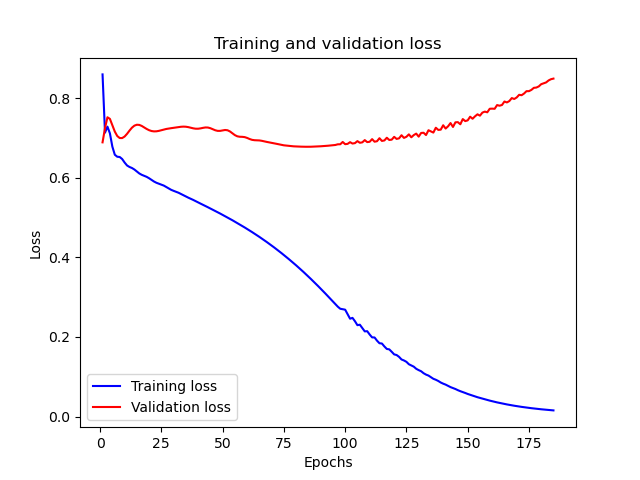 Training and validation loss
Loss
0.8
0.6
0.4
0.2
0.0
Training loss
Validation loss
0 25 50 75 100 125 150 175
Epochs